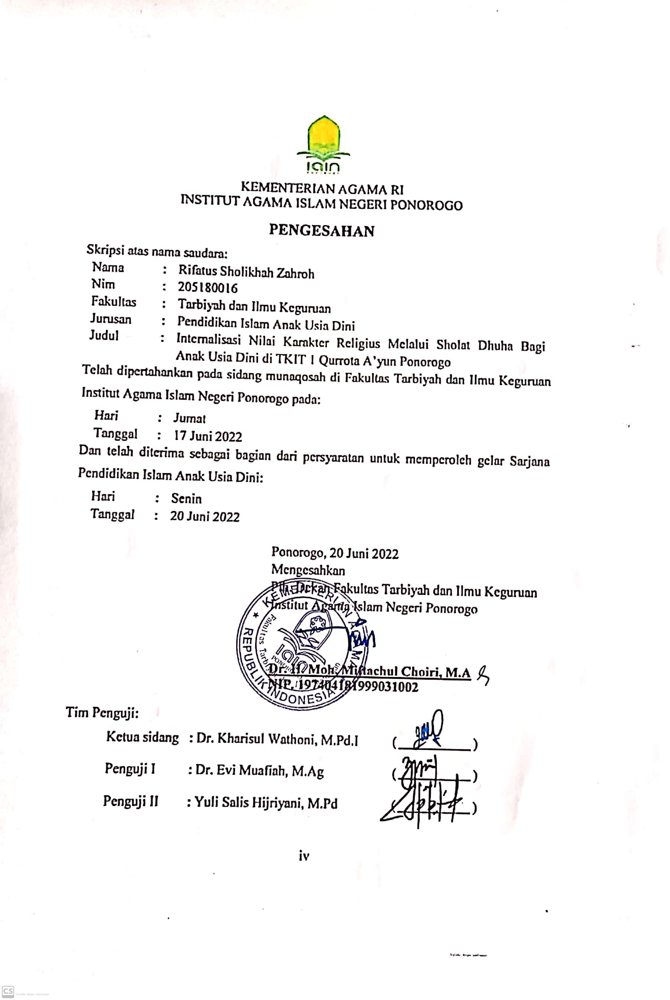 iain
KEMENTERIAN AGAMA RI
INSTITUT AGAMA ISLAM NEGERI PONOROGO
PENGESAHAN
Skripsi atas nama saudara:
Nama : Rifatus Sholikhah Zahroh
Nim : 205180016
Fakultas : Tarbiyah dan Ilmu Keguruan
Jurusan : Pendidikan Islam Anak Usia Dini
Judul : Internalisasi Nilai Karakter Religius Melalui Sholat Dhuha Bagi
Anak Usia Dini di TKIT 1 Qurrota A'yun Ponorogo
Telah dipertahankan pada sidang munaqosah di Fakultas Tarbiyah dan Ilmu Keguruan
Institut Agama Islam Negeri Ponorogo pada:
Hari : Jumat
Tanggal : 17 Juni 2022
Dan telah diterima sebagai bagian dari persyaratan untuk memperoleh gelar Sarjana
Pendidikan Islam Anak Usia Dini:
Hari : Senin
Tanggal : 20 Juni 2022
Ponorogo, 20 Juni 2022
Mengesahkan
Plh. Dekan Fakultas Tarbiyah dan Ilmu Keguruan
Institut Agama Islam Negeri Ponorogo
KEMENTERIAN AGAMA
REPUBLIK INDONESIA
Fakultas Tarbiyah
iain
PONOROGO
Dr. H. Moh. Miftachul Choiri, M.A
NIP. 197404181999031002
Tim Penguji:
Ketua sidang : Dr. Kharisul Wathoni, M.Pd.I ( )
Penguji I : Dr. Evi Muafiah, M.Ag ( )
Penguji II : Yuli Salis Hijriyani, M.Pd ( )
iv
CS